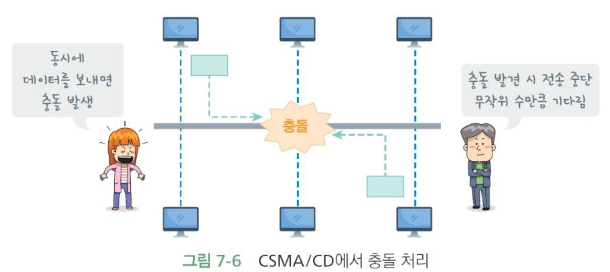 동시에
데이터를 보내면
충돌 발생
충돌 발견 시 전송 중단
무작위 수만큼 기다림
충돌
그림 7-6 CSMA/CD에서 충돌 처리